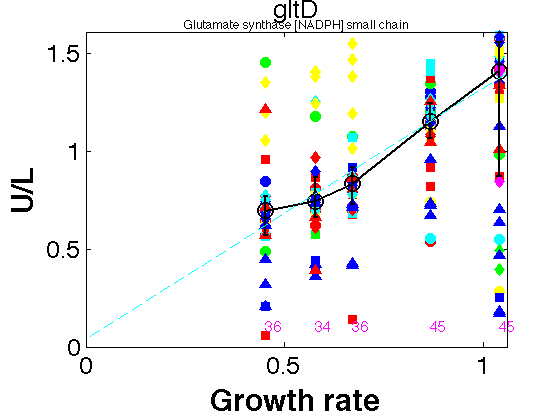 gltD
Glutamate synthase [NADPH] small chain
U/L
1.5
1
0.5
0
36 34 36 45 45
0 0.5 1
Growth rate